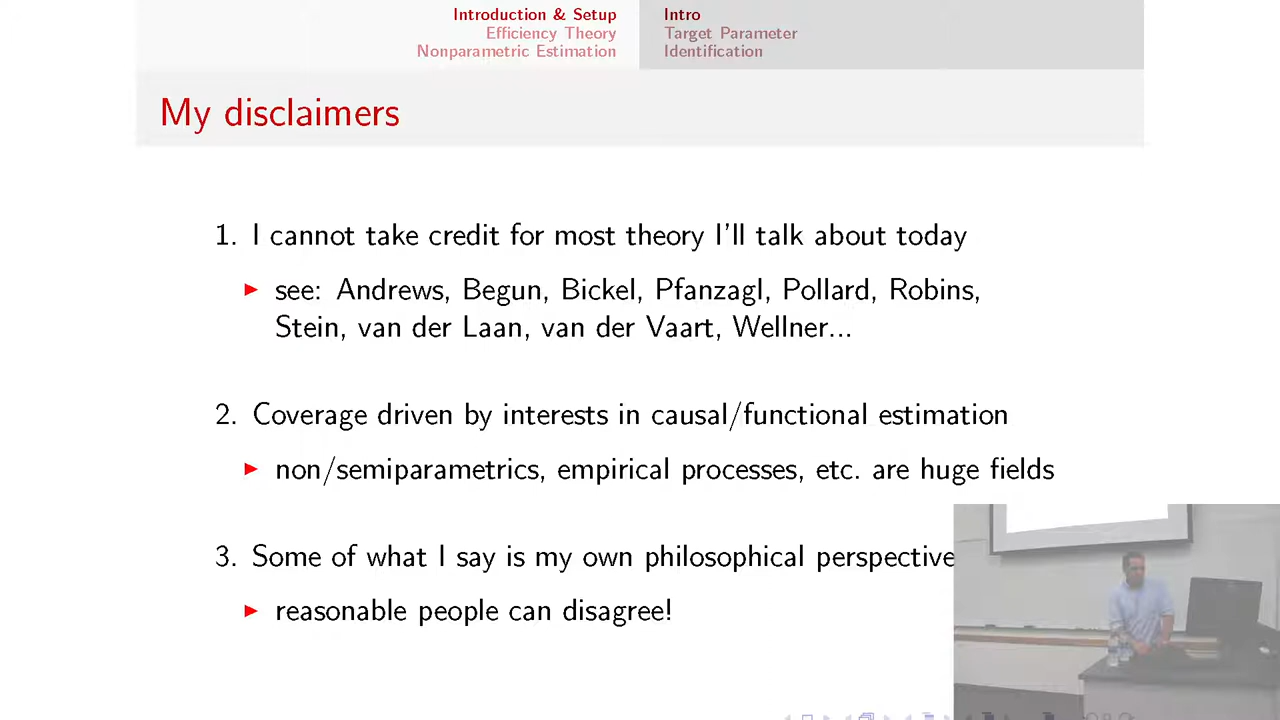 Introduction & Setup
Efficiency Theory
Nonparametric Estimation
Intro
Target Parameter
Identification
My disclaimers
1. I cannot take credit for most theory I'll talk about today
▶ see: Andrews, Begun, Bickel, Pfanzagl, Pollard, Robins,
Stein, van der Laan, van der Vaart, Wellner...
2. Coverage driven by interests in causal/functional estimation
▶ non/semiparametrics, empirical processes, etc. are huge fields
3. Some of what I say is my own philosophical perspective
▶ reasonable people can disagree!